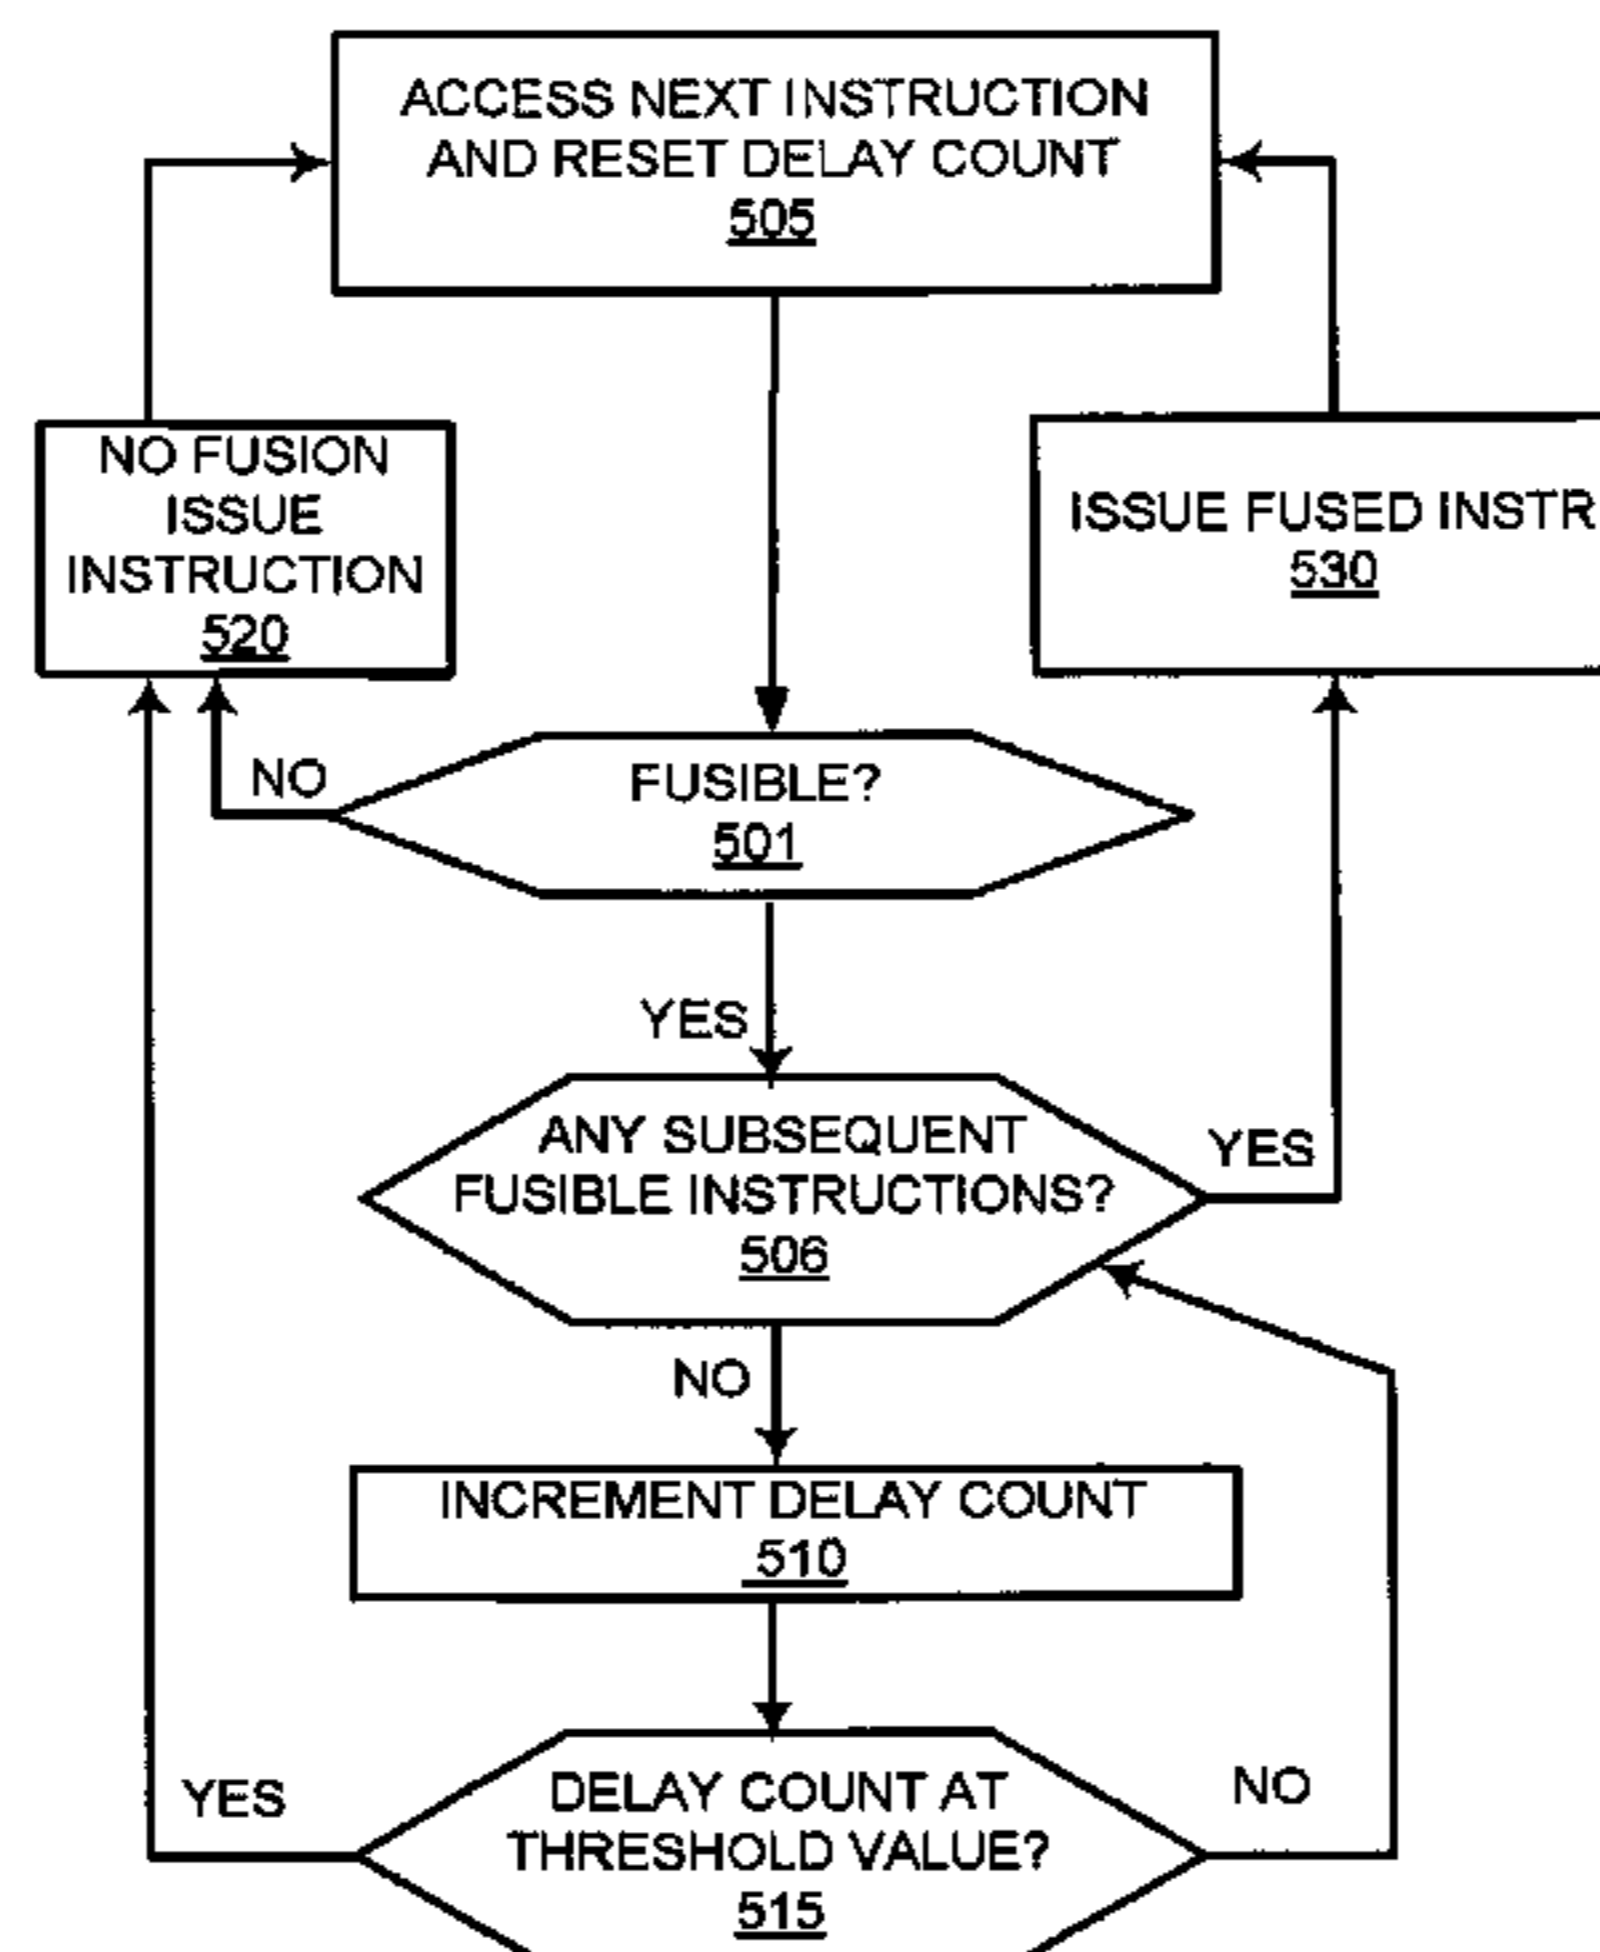 ACCESS NEXT INSTRUCTION
AND RESET DELAY COUNT
505
NO FUSION
ISSUE
INSTRUCTION
520
ISSUE FUSED INSTR
530
NO
FUSIBLE?
501
YES
ANY SUBSEQUENT
FUSIBLE INSTRUCTIONS?
506
YES
NO
INCREMENT DELAY COUNT
510
YES
DELAY COUNT AT
THRESHOLD VALUE?
515
NO